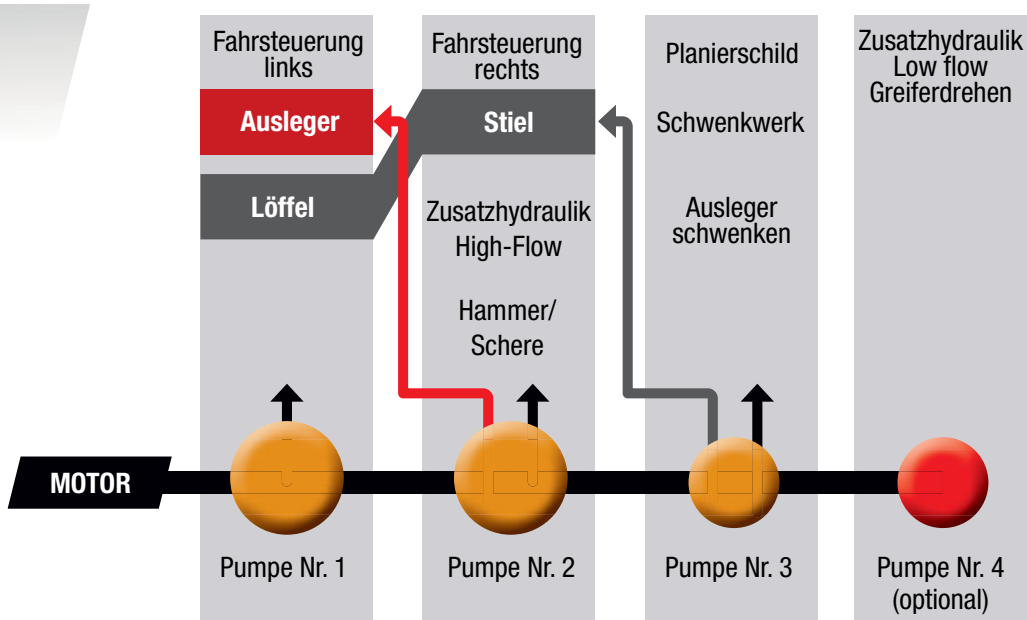 Fahrsteuerung
links
Ausleger
Löffel
Fahrsteuerung
rechts
Stiel
Zusatzhydraulik
High-Flow
Hammer/
Schere
Planierschild
Schwenkwerk
Ausleger
schwenken
Zusatzhydraulik
Low flow
Greiferdrehen
MOTOR
Pumpe Nr. 1
Pumpe Nr. 2
Pumpe Nr. 3
Pumpe Nr. 4
(optional)